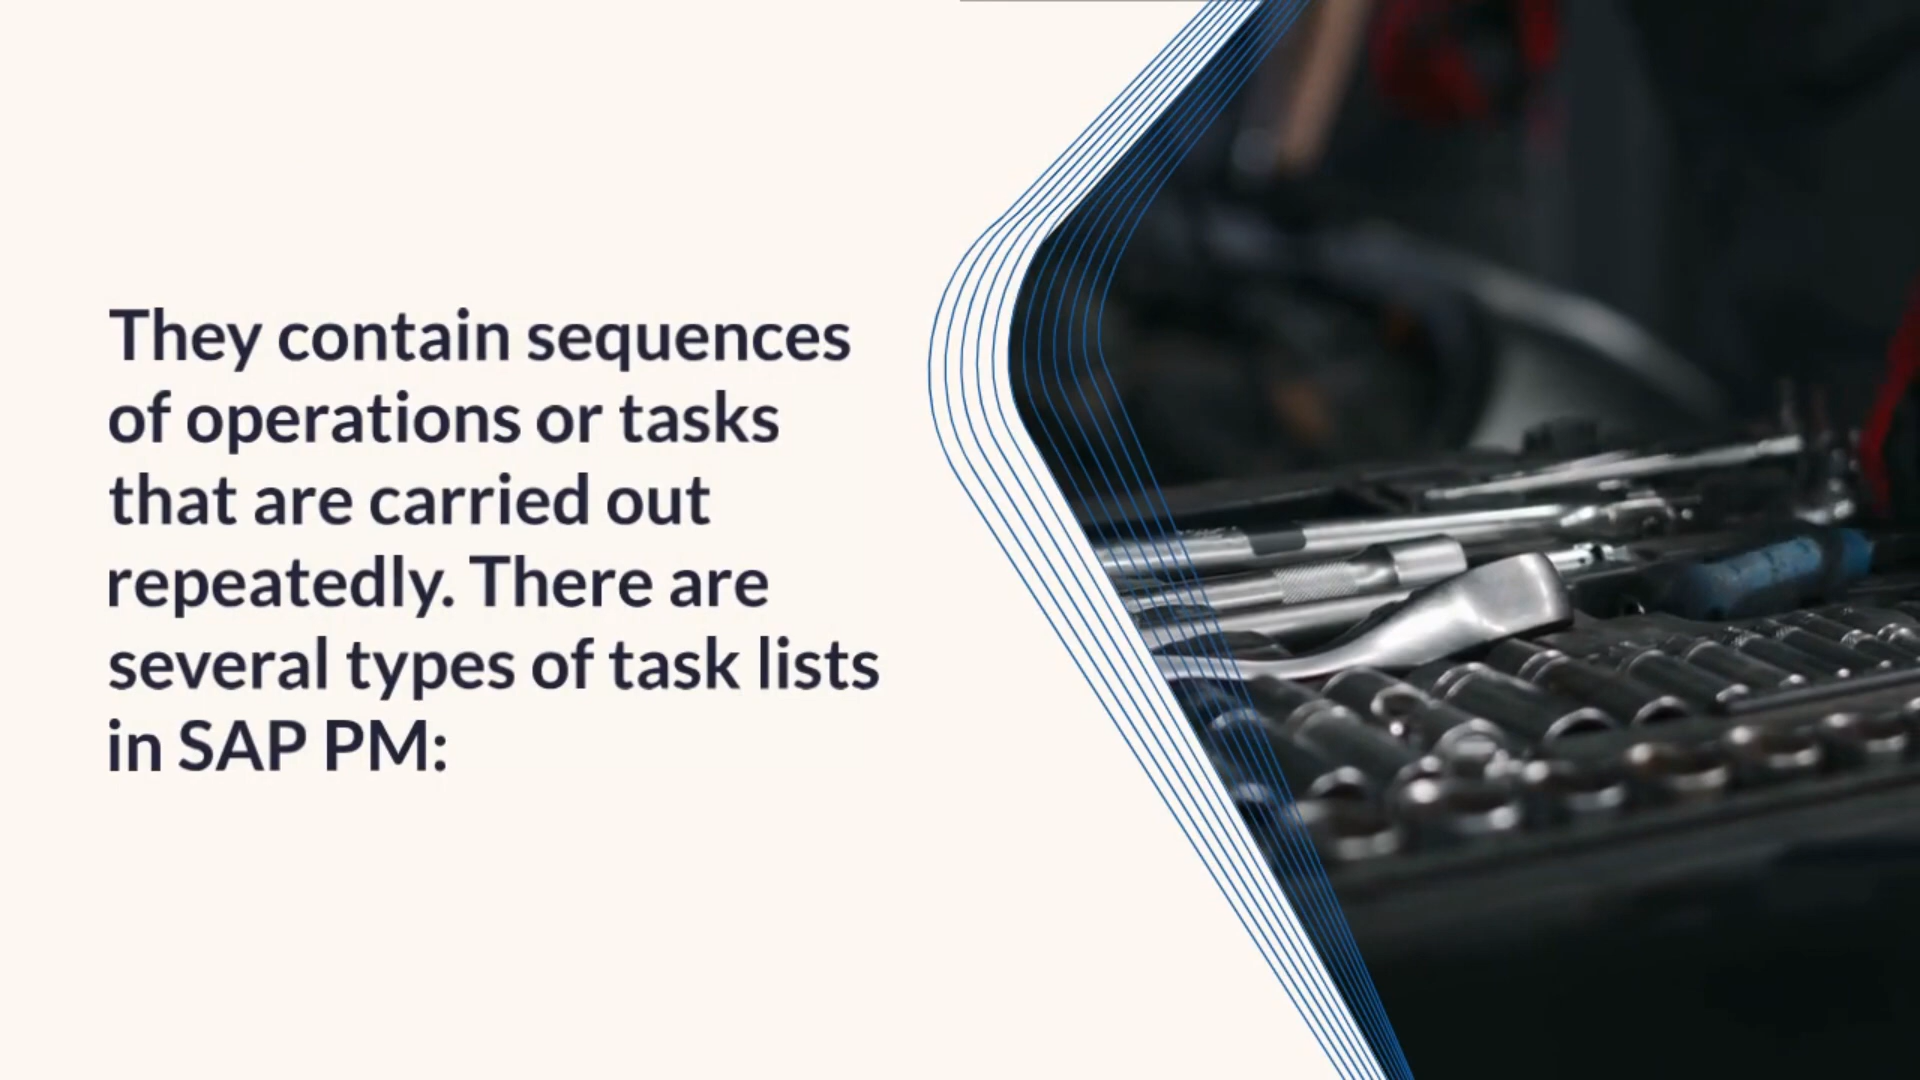 They contain sequences
of operations or tasks
that are carried out
repeatedly. There are
several types of task lists
in SAP PM: